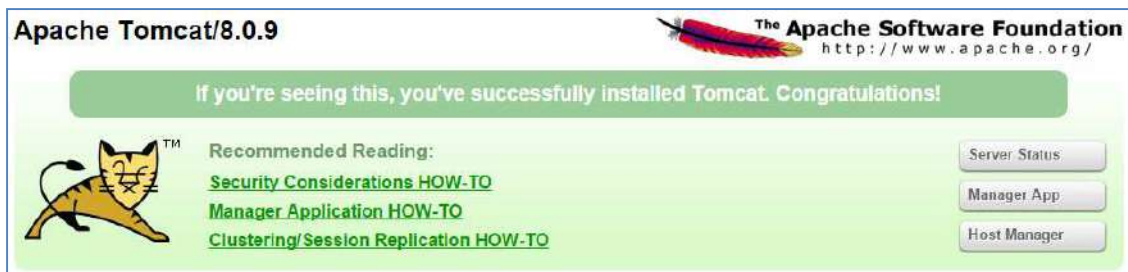 Apache Tomcat/8.0.9
The Apache Software Foundation
http://www.apache.org/
If you're seeing this, you've successfully installed Tomcat. Congratulations!
TM
Recommended Reading:
Security Considerations HOW-TO
Manager Application HOW-TO
Clustering/Session Replication HOW-TO
Server Status
Manager App
Host Manager